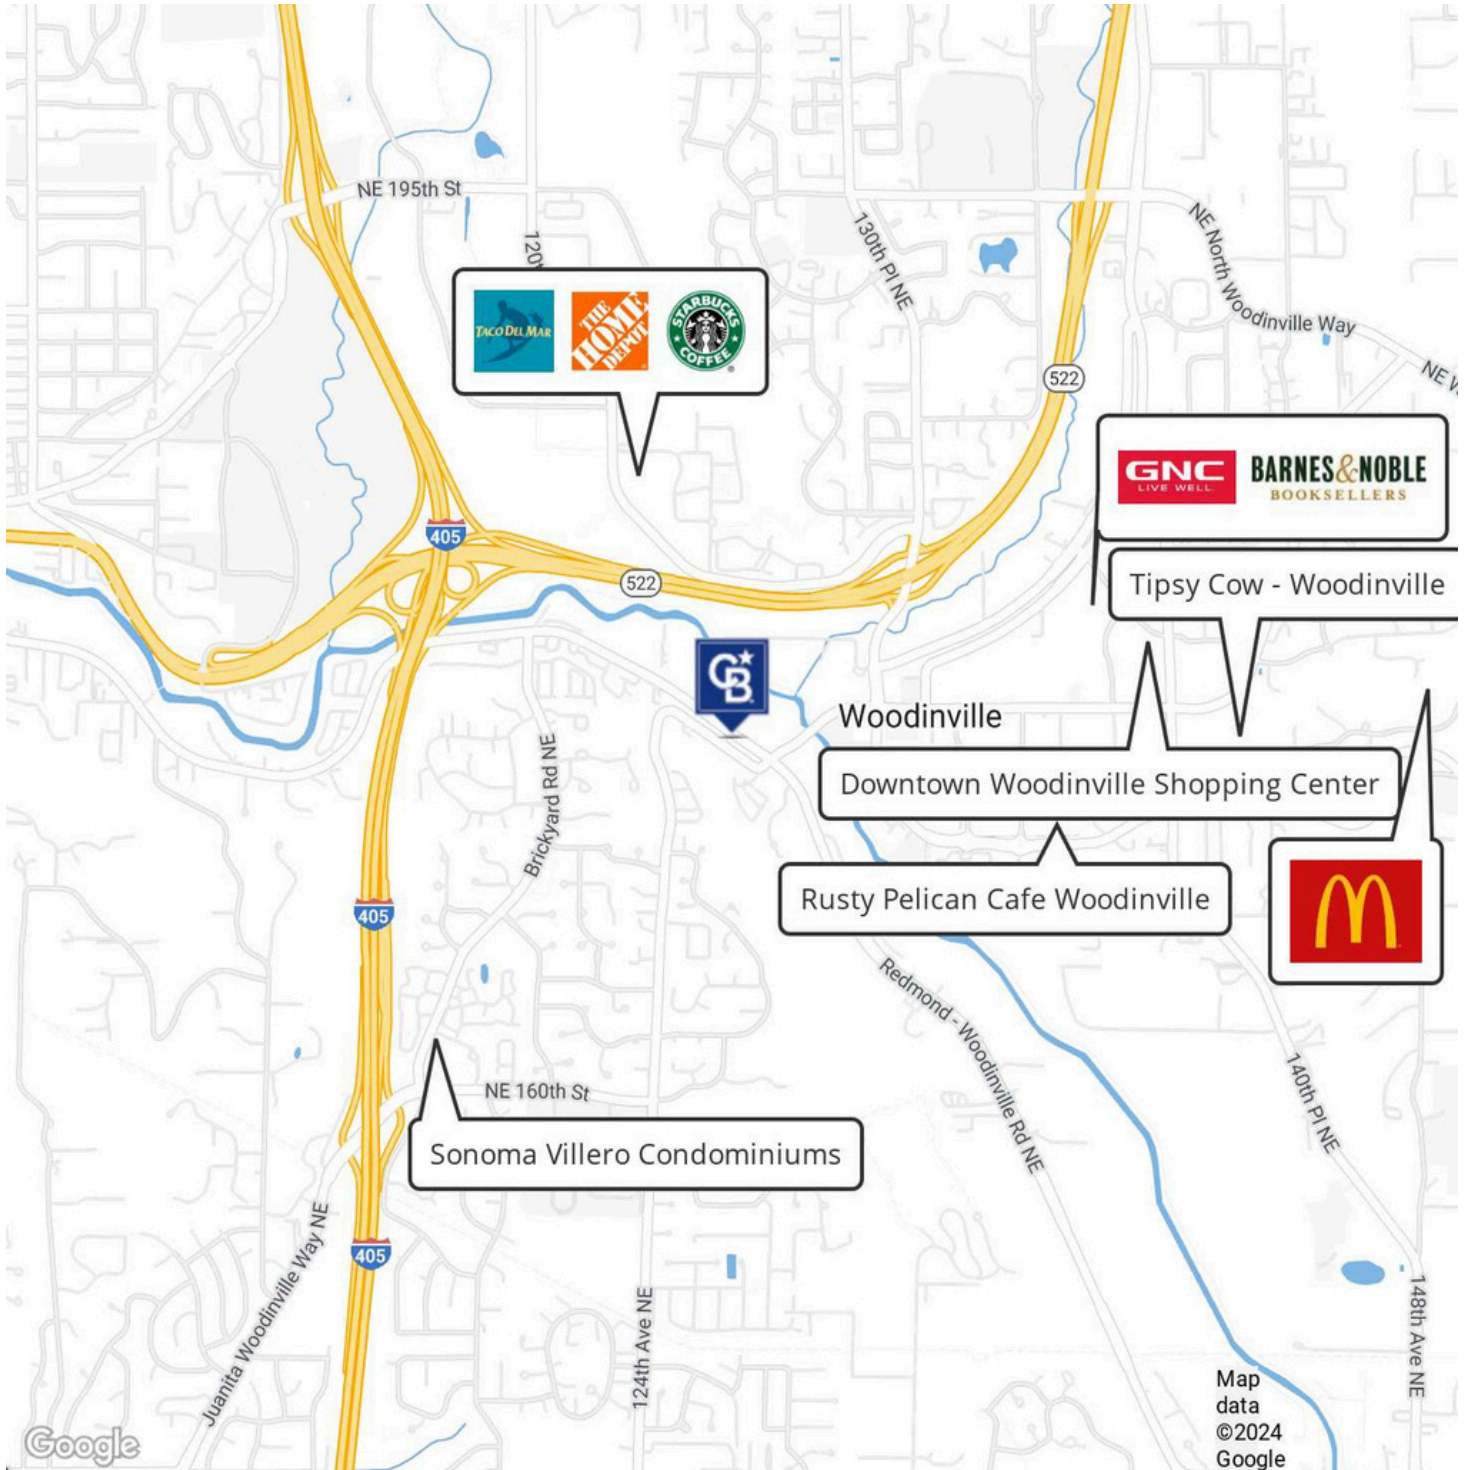 NE 195th St
120t
130th Pl NE
NE North Woodinville Way
TACO DEL MAR
THE
HOME
DEPOT
STARBUCKS
COFFEE
522
NE W
GNC
LIVE WELL.
BARNES&NOBLE
BOOKSELLERS
405
522
Tipsy Cow - Woodinville
CB
Woodinville
Brickyard Rd NE
Downtown Woodinville Shopping Center
405
Rusty Pelican Cafe Woodinville
M
Redmond - Woodinville Rd NE
NE 160th St
140th Pl NE
Sonoma Villero Condominiums
Juanita Woodinville Way NE
405
124th Ave NE
148th Ave NE
Map
data
©2024
Google
Google